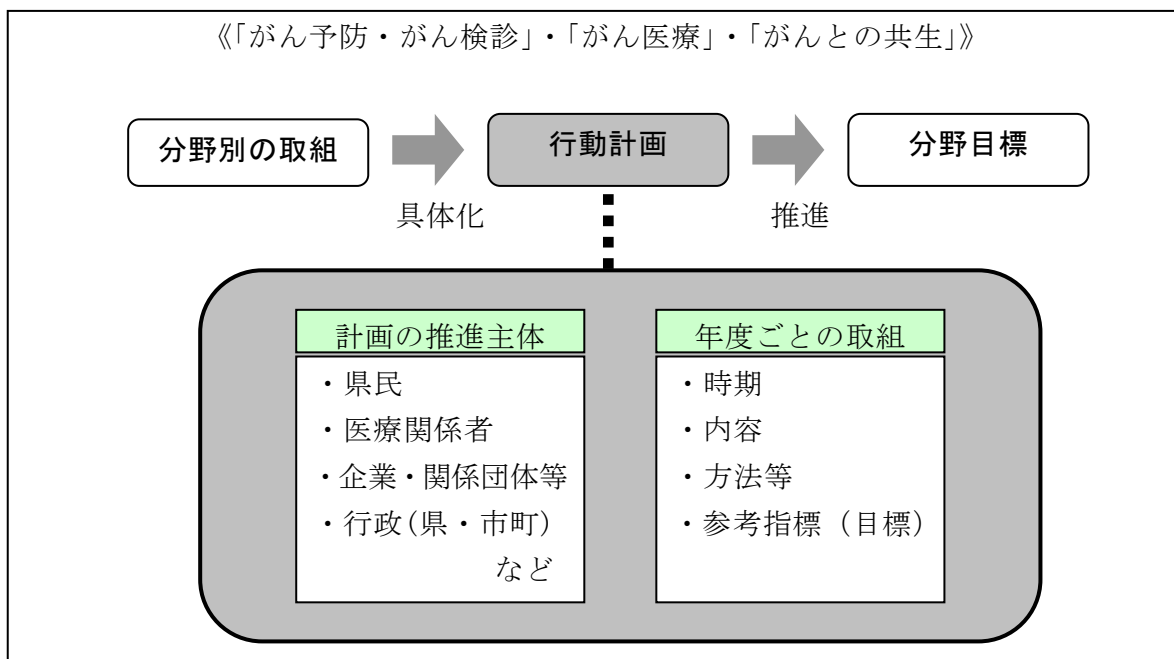 《「がん予防・がん検診」・「がん医療」・「がんとの共生」》
分野別の取組
行動計画
分野目標
具体化
推進
計画の推進主体
・県民
・医療関係者
・企業・関係団体等
・行政(県・市町)
など
年度ごとの取組
・時期
・内容
・方法等
・参考指標（目標）